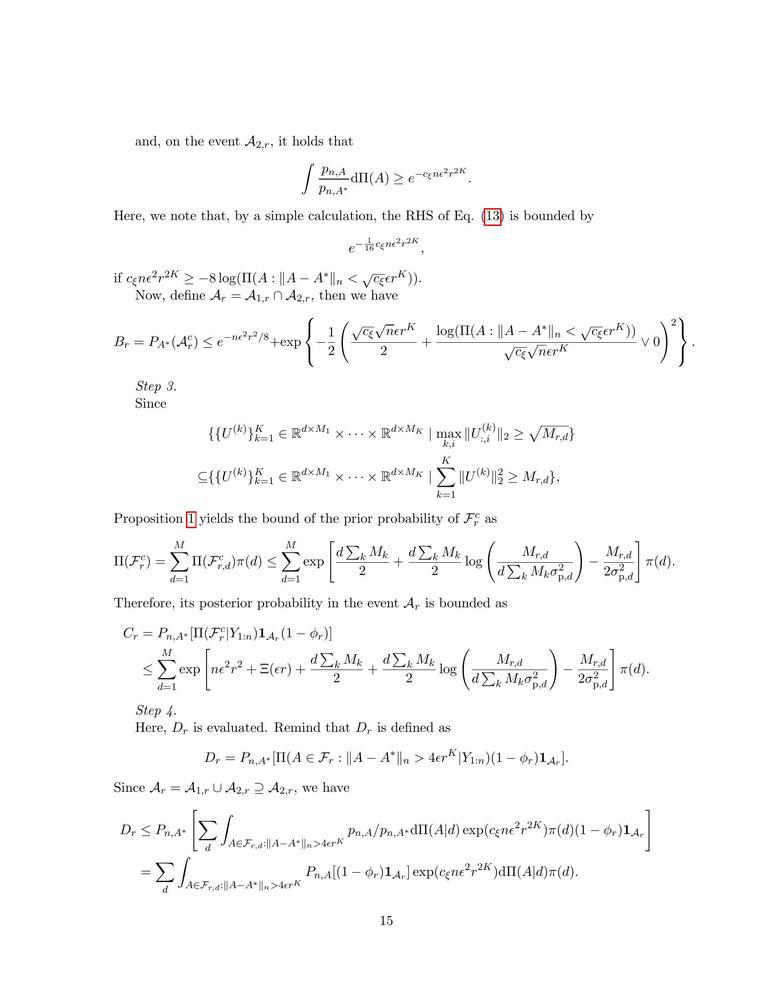 and, on the event $\mathcal{A}_{2,r}$, it holds that
$$\int \frac{p_{n,A}}{p_{n,A^*}} \mathrm{d}\Pi(A) \geq e^{-c_\xi n\epsilon^2 r^{2K}}.$$
Here, we note that, by a simple calculation, the RHS of Eq. (13) is bounded by
$$e^{-\frac{1}{16} c_\xi n\epsilon^2 r^{2K}},$$
if $c_\xi n\epsilon^2 r^{2K} \geq -8\log(\Pi(A : \|A - A^*\|_n < \sqrt{c_\xi}\epsilon r^K))$.
Now, define $\mathcal{A}_r = \mathcal{A}_{1,r} \cap \mathcal{A}_{2,r}$, then we have
$$B_r = P_{A^*}(\mathcal{A}_r^c) \leq e^{-n\epsilon^2 r^2/8} + \exp\left\{-\frac{1}{2}\left(\frac{\sqrt{c_\xi}\sqrt{n}\epsilon r^K}{2} + \frac{\log(\Pi(A : \|A - A^*\|_n < \sqrt{c_\xi}\epsilon r^K))}{\sqrt{c_\xi}\sqrt{n}\epsilon r^K} \vee 0\right)^2\right\}.$$
Step 3.
Since
$$\{\{U^{(k)}\}_{k=1}^K \in \mathbb{R}^{d\times M_1} \times \cdots \times \mathbb{R}^{d\times M_K} \mid \max_{k,i} \|U_{:,i}^{(k)}\|_2 \geq \sqrt{M_{r,d}}\}$$
$$\subseteq \{\{U^{(k)}\}_{k=1}^K \in \mathbb{R}^{d\times M_1} \times \cdots \times \mathbb{R}^{d\times M_K} \mid \sum_{k=1}^K \|U^{(k)}\|_2^2 \geq M_{r,d}\},$$
Proposition 1 yields the bound of the prior probability of $\mathcal{F}_r^c$ as
$$\Pi(\mathcal{F}_r^c) = \sum_{d=1}^M \Pi(\mathcal{F}_{r,d}^c)\pi(d) \leq \sum_{d=1}^M \exp\left[\frac{d\sum_k M_k}{2} + \frac{d\sum_k M_k}{2}\log\left(\frac{M_{r,d}}{d\sum_k M_k \sigma_{\mathrm{p},d}^2}\right) - \frac{M_{r,d}}{2\sigma_{\mathrm{p},d}^2}\right]\pi(d).$$
Therefore, its posterior probability in the event $\mathcal{A}_r$ is bounded as
$$C_r = P_{n,A^*}[\Pi(\mathcal{F}_r^c|Y_{1:n})\mathbf{1}_{\mathcal{A}_r}(1 - \phi_r)]$$
$$\leq \sum_{d=1}^M \exp\left[n\epsilon^2 r^2 + \Xi(\epsilon r) + \frac{d\sum_k M_k}{2} + \frac{d\sum_k M_k}{2}\log\left(\frac{M_{r,d}}{d\sum_k M_k \sigma_{\mathrm{p},d}^2}\right) - \frac{M_{r,d}}{2\sigma_{\mathrm{p},d}^2}\right]\pi(d).$$
Step 4.
Here, $D_r$ is evaluated. Remind that $D_r$ is defined as
$$D_r = P_{n,A^*}[\Pi(A \in \mathcal{F}_r : \|A - A^*\|_n > 4\epsilon r^K|Y_{1:n})(1 - \phi_r)\mathbf{1}_{\mathcal{A}_r}].$$
Since $\mathcal{A}_r = \mathcal{A}_{1,r} \cup \mathcal{A}_{2,r} \supseteq \mathcal{A}_{2,r}$, we have
$$D_r \leq P_{n,A^*}\left[\sum_d \int_{A\in\mathcal{F}_{r,d}:\|A-A^*\|_n>4\epsilon r^K} p_{n,A}/p_{n,A^*}\mathrm{d}\Pi(A|d)\exp(c_\xi n\epsilon^2 r^{2K})\pi(d)(1 - \phi_r)\mathbf{1}_{\mathcal{A}_r}\right]$$
$$= \sum_d \int_{A\in\mathcal{F}_{r,d}:\|A-A^*\|_n>4\epsilon r^K} P_{n,A}[(1 - \phi_r)\mathbf{1}_{\mathcal{A}_r}]\exp(c_\xi n\epsilon^2 r^{2K})\mathrm{d}\Pi(A|d)\pi(d).$$
15